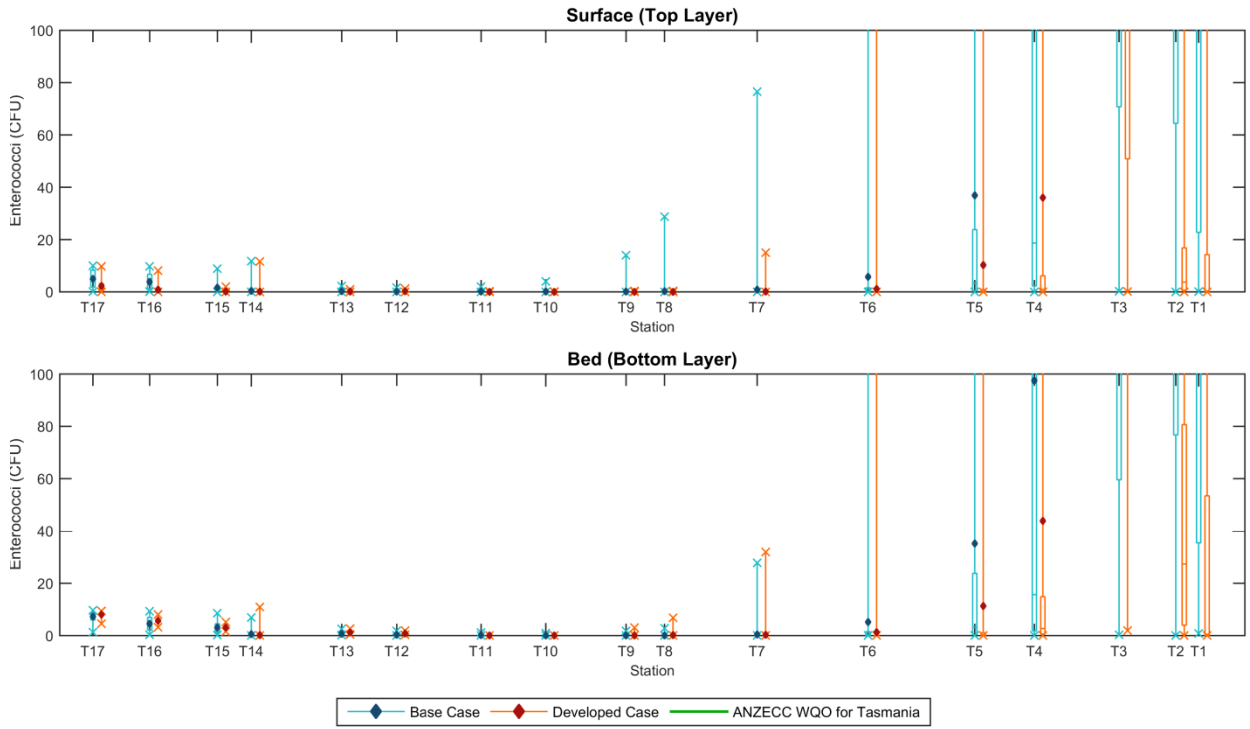 Surface (Top Layer)
100
80
60
40
20
0
Enterococci (CFU)
T17 T16 T15 T14 T13 T12 T11 T10 T9 T8 T7 T6 T5 T4 T3 T2 T1
Station
Bed (Bottom Layer)
100
80
60
40
20
0
Enterococci (CFU)
T17 T16 T15 T14 T13 T12 T11 T10 T9 T8 T7 T6 T5 T4 T3 T2 T1
Station
Base Case Developed Case ANZECC WQO for Tasmania